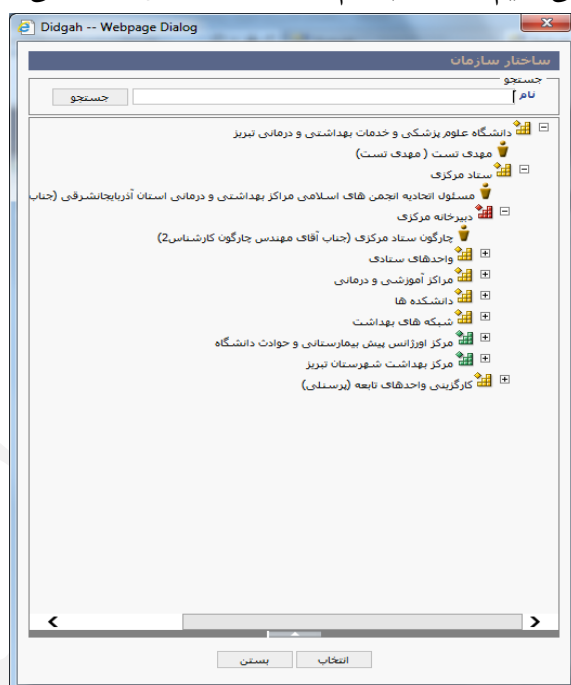 Didgah -- Webpage Dialog
ساختار سازمان
جستجو
نام
جستجو
دانشگاه علوم پزشکی و خدمات بهداشتی و درمانی تبریز
مهدی تست ( مهدی تست)
ستاد مرکزی
مسئول اتحادیه انجمن های اسلامی مراکز بهداشتی و درمانی استان آذربایجانشرقی (جناب
دبیرخانه مرکزی
چارگون ستاد مرکزی (جناب آقای مهندس چارگون کارشناس2)
واحدهای ستادی
مراکز آموزشی و درمانی
دانشکده ها
شبکه های بهداشت
مرکز اورژانس پیش بیمارستانی و حوادث دانشگاه
مرکز بهداشت شهرستان تبریز
کارگزینی واحدهای تابعه (پرسنلی)
انتخاب
بستن